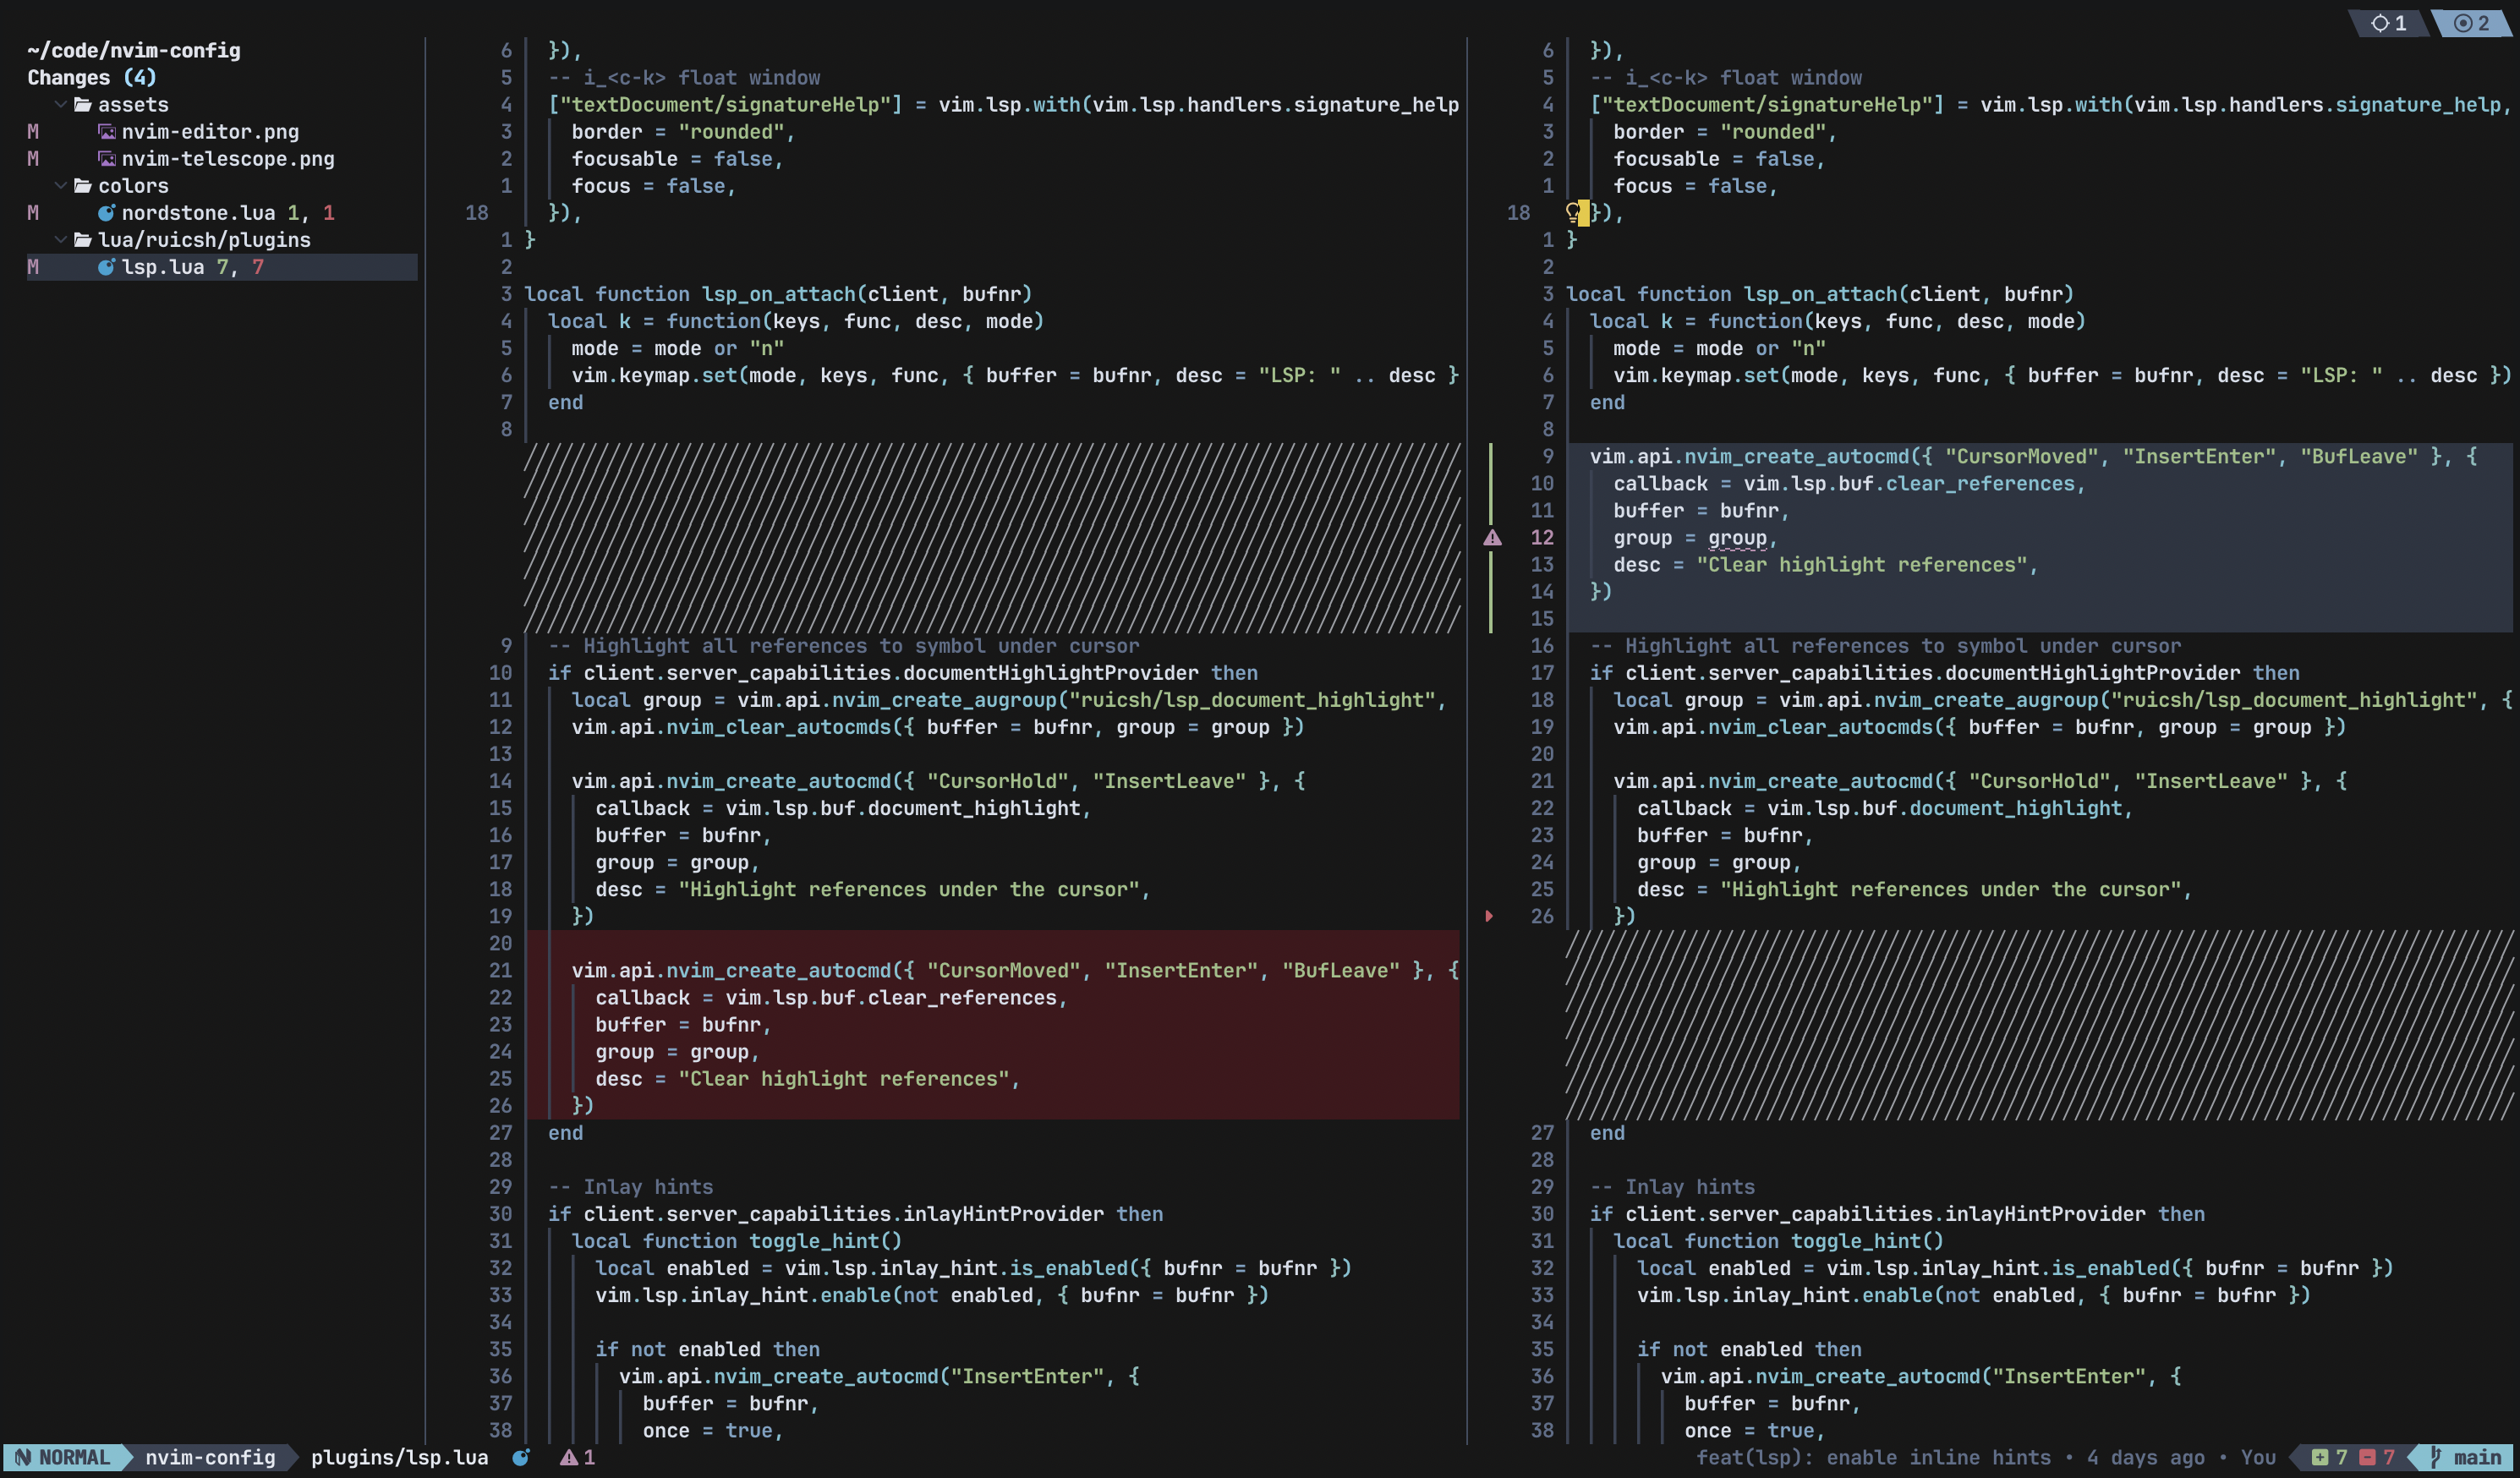 1 2
~/code/nvim-config
Changes (4)
assets
M nvim-editor.png
M nvim-telescope.png
colors
M nordstone.lua 1, 1
lua/ruicsh/plugins
M lsp.lua 7, 7
6 }),
5 -- i_<c-k> float window
4 ["textDocument/signatureHelp"] = vim.lsp.with(vim.lsp.handlers.signature_help
3 border = "rounded",
2 focusable = false,
1 focus = false,
18 }),
1 }
2
3 local function lsp_on_attach(client, bufnr)
4 local k = function(keys, func, desc, mode)
5 mode = mode or "n"
6 vim.keymap.set(mode, keys, func, { buffer = bufnr, desc = "LSP: " .. desc }
7 end
8
9 -- Highlight all references to symbol under cursor
10 if client.server_capabilities.documentHighlightProvider then
11 local group = vim.api.nvim_create_augroup("ruicsh/lsp_document_highlight",
12 vim.api.nvim_clear_autocmds({ buffer = bufnr, group = group })
13
14 vim.api.nvim_create_autocmd({ "CursorHold", "InsertLeave" }, {
15 callback = vim.lsp.buf.document_highlight,
16 buffer = bufnr,
17 group = group,
18 desc = "Highlight references under the cursor",
19 })
20
21 vim.api.nvim_create_autocmd({ "CursorMoved", "InsertEnter", "BufLeave" }, {
22 callback = vim.lsp.buf.clear_references,
23 buffer = bufnr,
24 group = group,
25 desc = "Clear highlight references",
26 })
27 end
28
29 -- Inlay hints
30 if client.server_capabilities.inlayHintProvider then
31 local function toggle_hint()
32 local enabled = vim.lsp.inlay_hint.is_enabled({ bufnr = bufnr })
33 vim.lsp.inlay_hint.enable(not enabled, { bufnr = bufnr })
34
35 if not enabled then
36 vim.api.nvim_create_autocmd("InsertEnter", {
37 buffer = bufnr,
38 once = true,
6 }),
5 -- i_<c-k> float window
4 ["textDocument/signatureHelp"] = vim.lsp.with(vim.lsp.handlers.signature_help,
3 border = "rounded",
2 focusable = false,
1 focus = false,
18 }),
1 }
2
3 local function lsp_on_attach(client, bufnr)
4 local k = function(keys, func, desc, mode)
5 mode = mode or "n"
6 vim.keymap.set(mode, keys, func, { buffer = bufnr, desc = "LSP: " .. desc })
7 end
8
9 vim.api.nvim_create_autocmd({ "CursorMoved", "InsertEnter", "BufLeave" }, {
10 callback = vim.lsp.buf.clear_references,
11 buffer = bufnr,
12 group = group,
13 desc = "Clear highlight references",
14 })
15
16 -- Highlight all references to symbol under cursor
17 if client.server_capabilities.documentHighlightProvider then
18 local group = vim.api.nvim_create_augroup("ruicsh/lsp_document_highlight", {
19 vim.api.nvim_clear_autocmds({ buffer = bufnr, group = group })
20
21 vim.api.nvim_create_autocmd({ "CursorHold", "InsertLeave" }, {
22 callback = vim.lsp.buf.document_highlight,
23 buffer = bufnr,
24 group = group,
25 desc = "Highlight references under the cursor",
26 })
27 end
28
29 -- Inlay hints
30 if client.server_capabilities.inlayHintProvider then
31 local function toggle_hint()
32 local enabled = vim.lsp.inlay_hint.is_enabled({ bufnr = bufnr })
33 vim.lsp.inlay_hint.enable(not enabled, { bufnr = bufnr })
34
35 if not enabled then
36 vim.api.nvim_create_autocmd("InsertEnter", {
37 buffer = bufnr,
38 once = true,
NORMAL nvim-config plugins/lsp.lua 1 feat(lsp): enable inline hints • 4 days ago • You 7 7 main